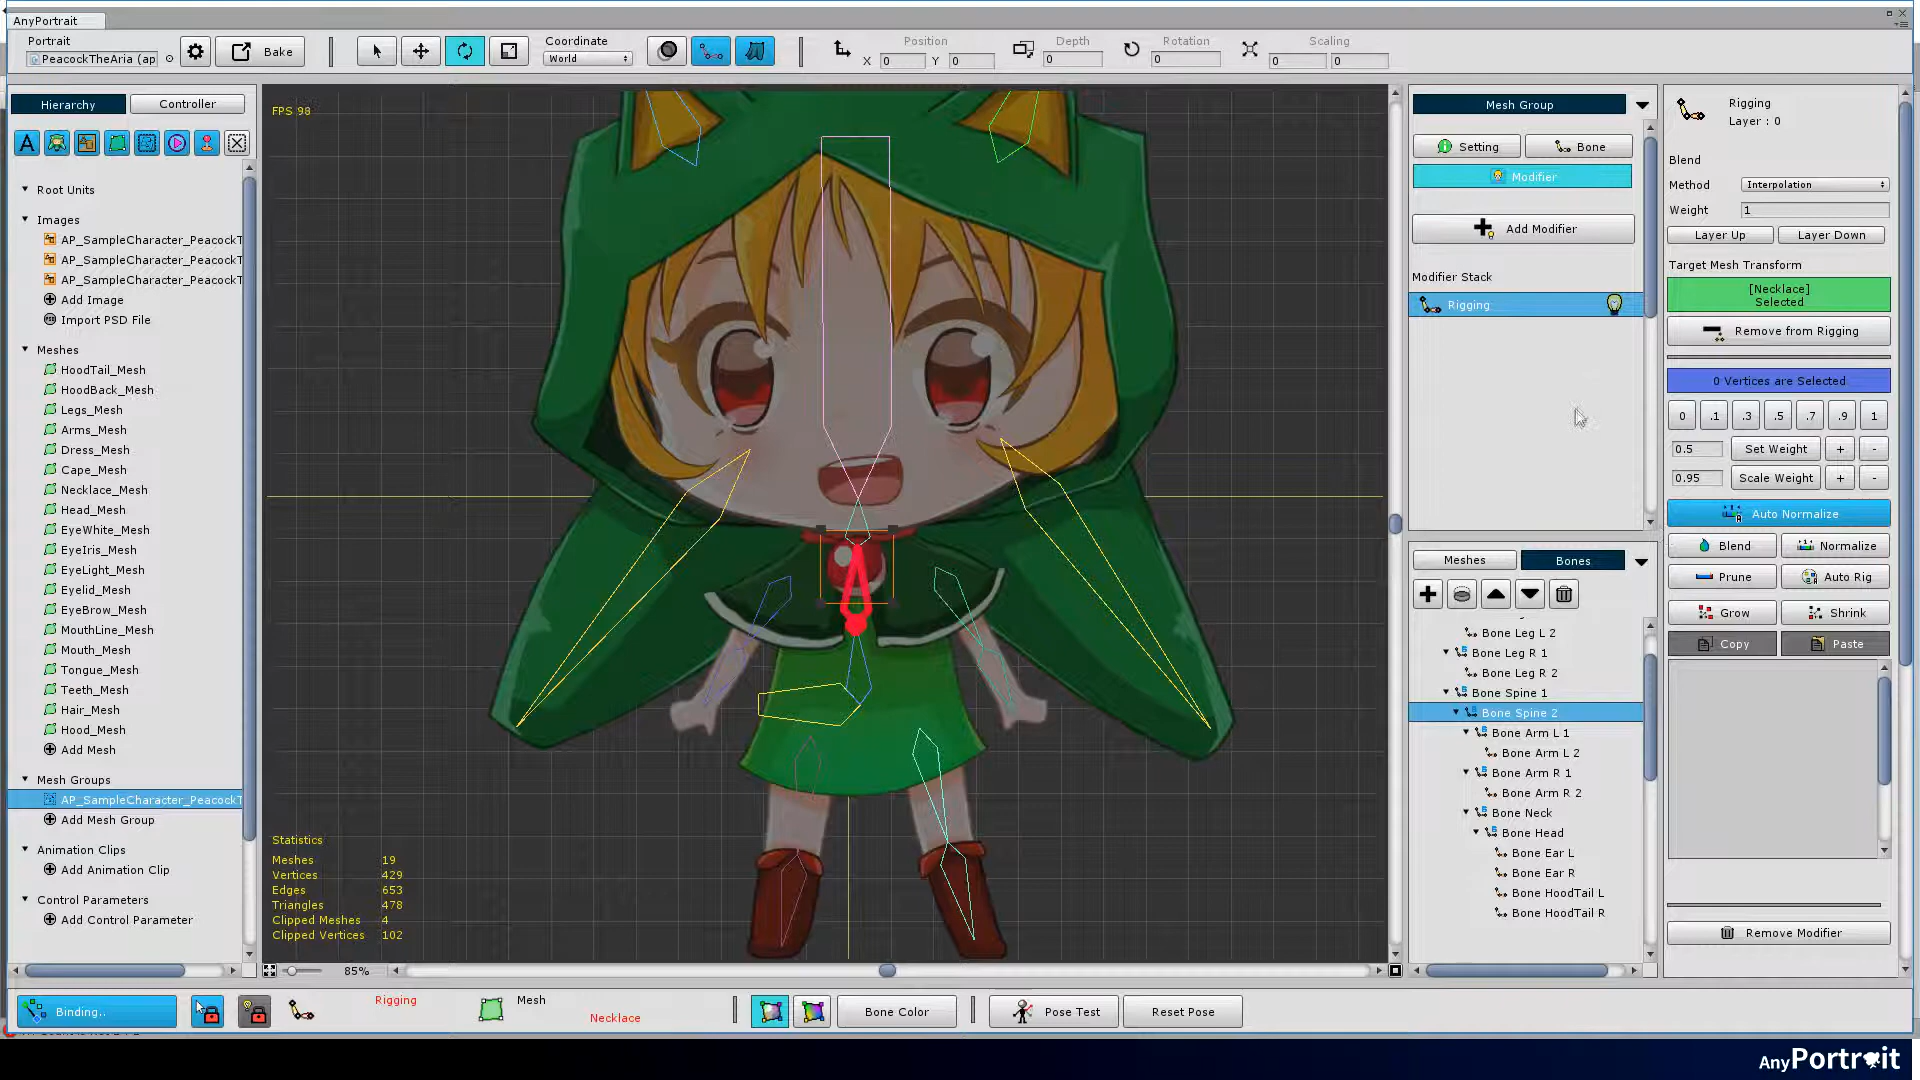 AnyPortrait
Portrait
PeacockTheAria (ap
Bake
Coordinate
World
Position
X 0 Y 0
Depth
0
Rotation
0
Scaling
0 0
Hierarchy
Controller
Root Units
Images
AP_SampleCharacter_PeacockT
AP_SampleCharacter_PeacockT
AP_SampleCharacter_PeacockT
Add Image
Import PSD File
Meshes
HoodTail_Mesh
HoodBack_Mesh
Legs_Mesh
Arms_Mesh
Dress_Mesh
Cape_Mesh
Necklace_Mesh
Head_Mesh
EyeWhite_Mesh
EyeIris_Mesh
EyeLight_Mesh
Eyelid_Mesh
EyeBrow_Mesh
MouthLine_Mesh
Mouth_Mesh
Tongue_Mesh
Teeth_Mesh
Hair_Mesh
Hood_Mesh
Add Mesh
Mesh Groups
AP_SampleCharacter_PeacockT
Add Mesh Group
Animation Clips
Add Animation Clip
Control Parameters
Add Control Parameter
FPS 98
Statistics
Meshes 19
Vertices 429
Edges 653
Triangles 478
Clipped Meshes 4
Clipped Vertices 102
85%
Mesh Group
Setting
Bone
Modifier
Add Modifier
Modifier Stack
Rigging
Meshes
Bones
Bone Leg L 2
Bone Leg R 1
Bone Leg R 2
Bone Spine 1
Bone Spine 2
Bone Arm L 1
Bone Arm L 2
Bone Arm R 1
Bone Arm R 2
Bone Neck
Bone Head
Bone Ear L
Bone Ear R
Bone HoodTail L
Bone HoodTail R
Rigging
Layer : 0
Blend
Method Interpolation
Weight 1
Layer Up
Layer Down
Target Mesh Transform
[Necklace]
Selected
Remove from Rigging
0 Vertices are Selected
0 .1 .3 .5 .7 .9 1
0.5 Set Weight + -
0.95 Scale Weight + -
Auto Normalize
Blend
Normalize
Prune
Auto Rig
Grow
Shrink
Copy
Paste
Remove Modifier
Binding..
Rigging
Mesh
Necklace
Bone Color
Pose Test
Reset Pose
AnyPortrait